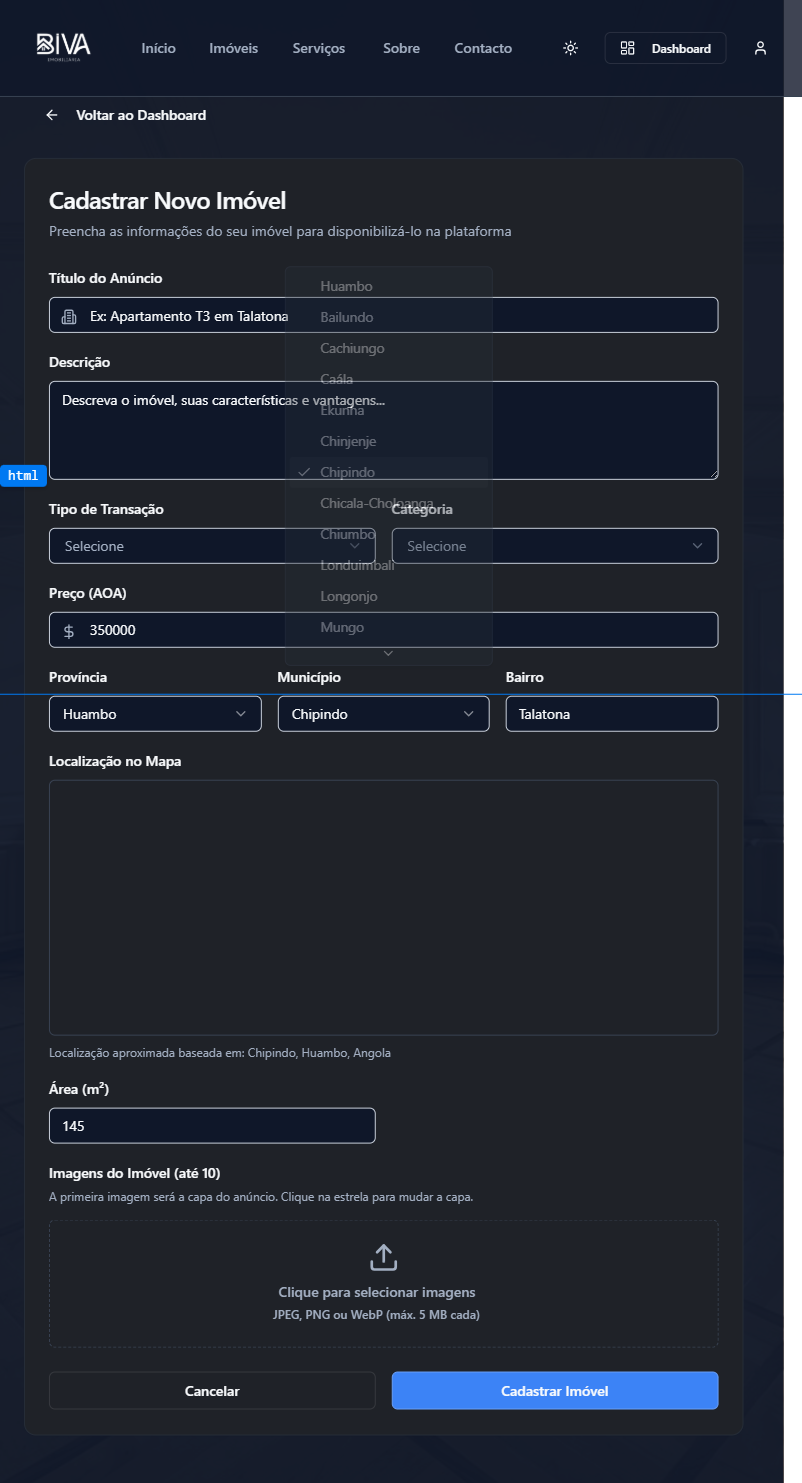 BIVA
IMOBILIÁRIA
Início Imóveis Serviços Sobre Contacto Dashboard
Voltar ao Dashboard
Cadastrar Novo Imóvel
Preencha as informações do seu imóvel para disponibilizá-lo na plataforma
Título do Anúncio
Huambo
Ex: Apartamento T3 em Talatona
Bailundo
Cachiungo
Descrição
Caála
Descreva o imóvel, suas características e vantagens...
Ekunha
Chinjenje
html
Chipindo
Chicala-Choloanga
Tipo de Transação Categoria
Chiumbo
Selecione Selecione
Londuimbali
Preço (AOA)
Longonjo
$ 350000
Mungo
Província Município Bairro
Huambo Chipindo Talatona
Localização no Mapa
Localização aproximada baseada em: Chipindo, Huambo, Angola
Área (m²)
145
Imagens do Imóvel (até 10)
A primeira imagem será a capa do anúncio. Clique na estrela para mudar a capa.
Clique para selecionar imagens
JPEG, PNG ou WebP (máx. 5 MB cada)
Cancelar Cadastrar Imóvel